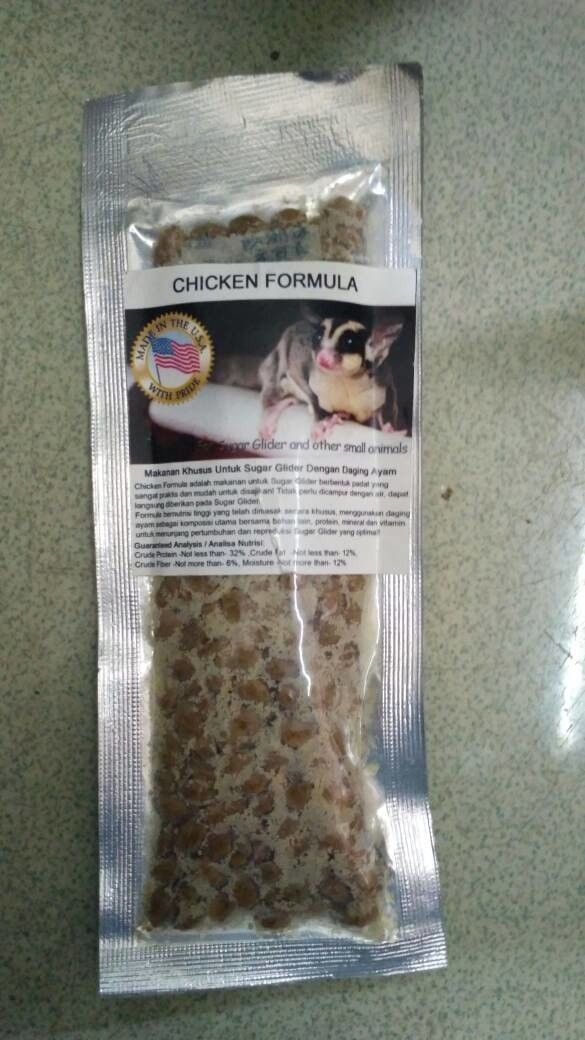 CHICKEN FORMULA
MADE IN THE U.S.A
WITH PRIDE
Sugar Glider and other small animals
Makanan Khusus Untuk Sugar Glider Dengan Daging Ayam
Chicken Formula adalah makanan untuk Sugar Glider berbentuk padat yang
sangat praktis dan mudah untuk disajikan! Tidak perlu dicampur dengan air, dapat
langsung diberikan pada Sugar Glider.
Formula bernutrisi tinggi yang telah dimasak secara khusus, menggunakan daging
ayam sebagai komposisi utama bersama bahan lain, protein, mineral dan vitamin
untuk menunjang pertumbuhan dan reproduksi Sugar Glider yang optimal!
Guaranteed Analysis / Analisa Nutrisi:
Crude Protein -Not less than- 32% ,Crude Fat -Not less than- 12%,
Crude Fiber -Not more than- 6%, Moisture -Not more than- 12%